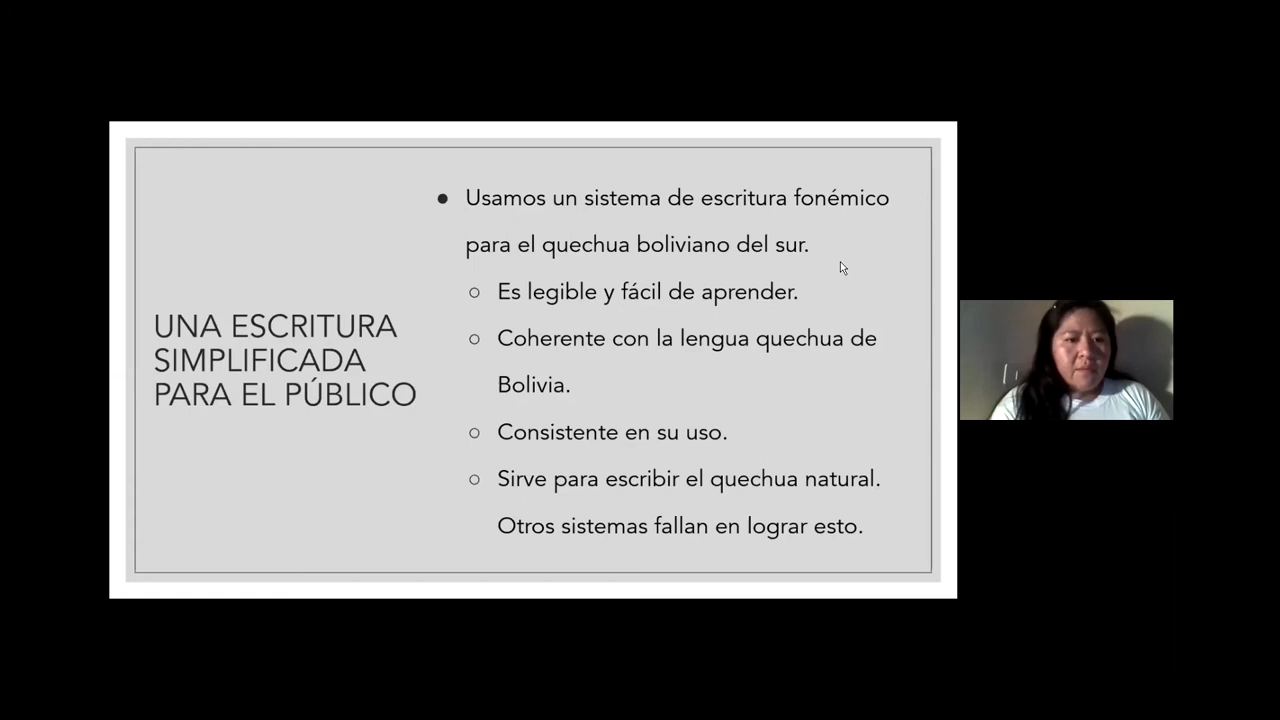 UNA ESCRITURA
SIMPLIFICADA
PARA EL PÚBLICO
● Usamos un sistema de escritura fonémico
para el quechua boliviano del sur.
○ Es legible y fácil de aprender.
○ Coherente con la lengua quechua de
Bolivia.
○ Consistente en su uso.
○ Sirve para escribir el quechua natural.
Otros sistemas fallan en lograr esto.